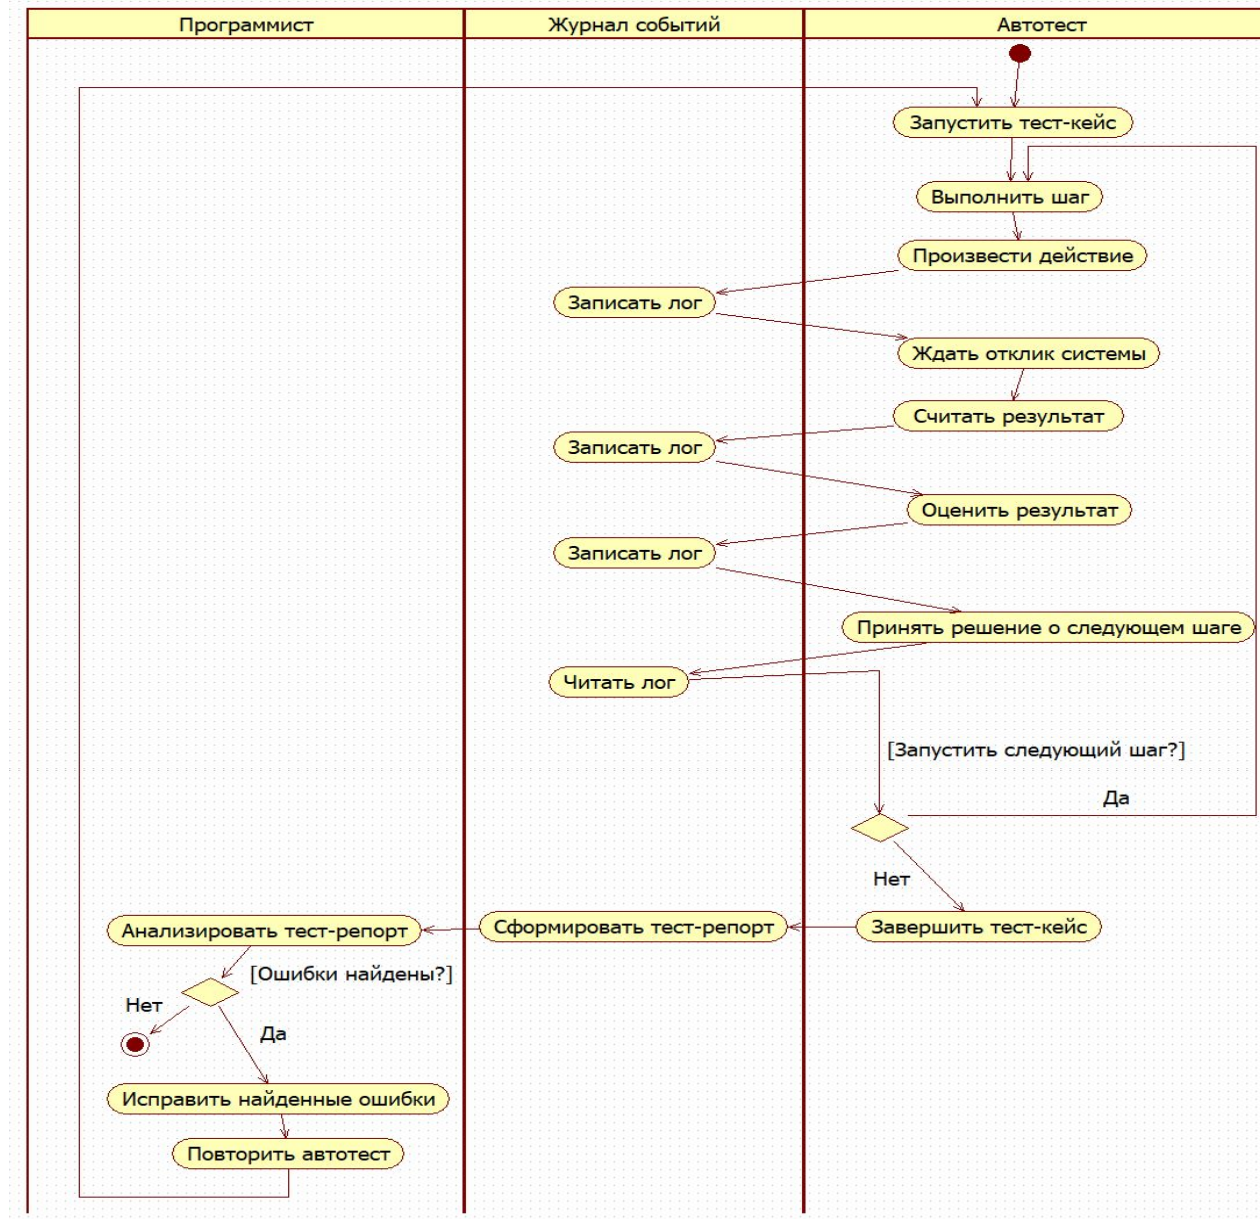 Программист
Журнал событий
Автотест
Запустить тест-кейс
Выполнить шаг
Произвести действие
Записать лог
Ждать отклик системы
Считать результат
Записать лог
Оценить результат
Записать лог
Принять решение о следующем шаге
Читать лог
[Запустить следующий шаг?]
Да
Нет
Анализировать тест-репорт
Сформировать тест-репорт
Завершить тест-кейс
[Ошибки найдены?]
Нет
Да
Исправить найденные ошибки
Повторить автотест